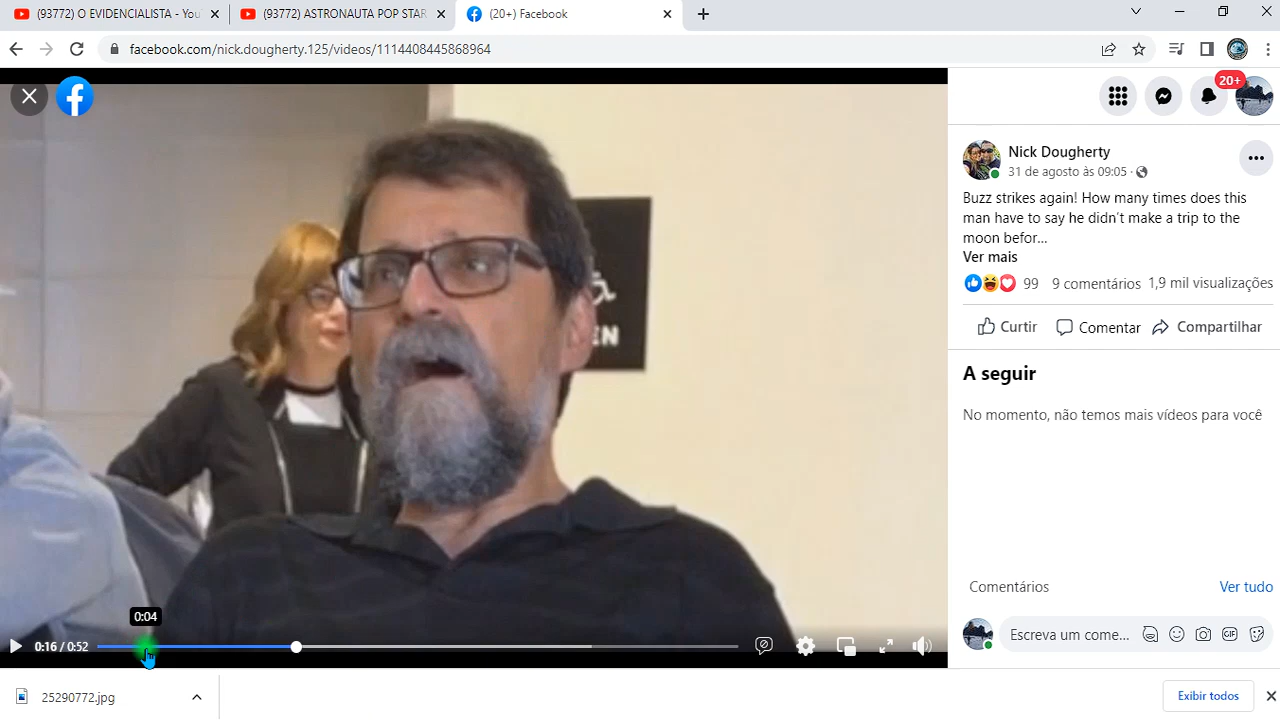 (93772) O EVIDENCIALISTA - You
(93772) ASTRONAUTA POP STAR
(20+) Facebook
facebook.com/nick.dougherty.125/videos/1114408445868964
20+
Nick Dougherty
31 de agosto às 09:05 ·
Buzz strikes again! How many times does this
man have to say he didn't make a trip to the
moon befor...
Ver mais
99 9 comentários 1,9 mil visualizações
Curtir Comentar Compartilhar
A seguir
No momento, não temos mais vídeos para você
EN
Comentários Ver tudo
0:04
0:16 / 0:52
Escreva um come...
GIF
25290772.jpg
Exibir todos